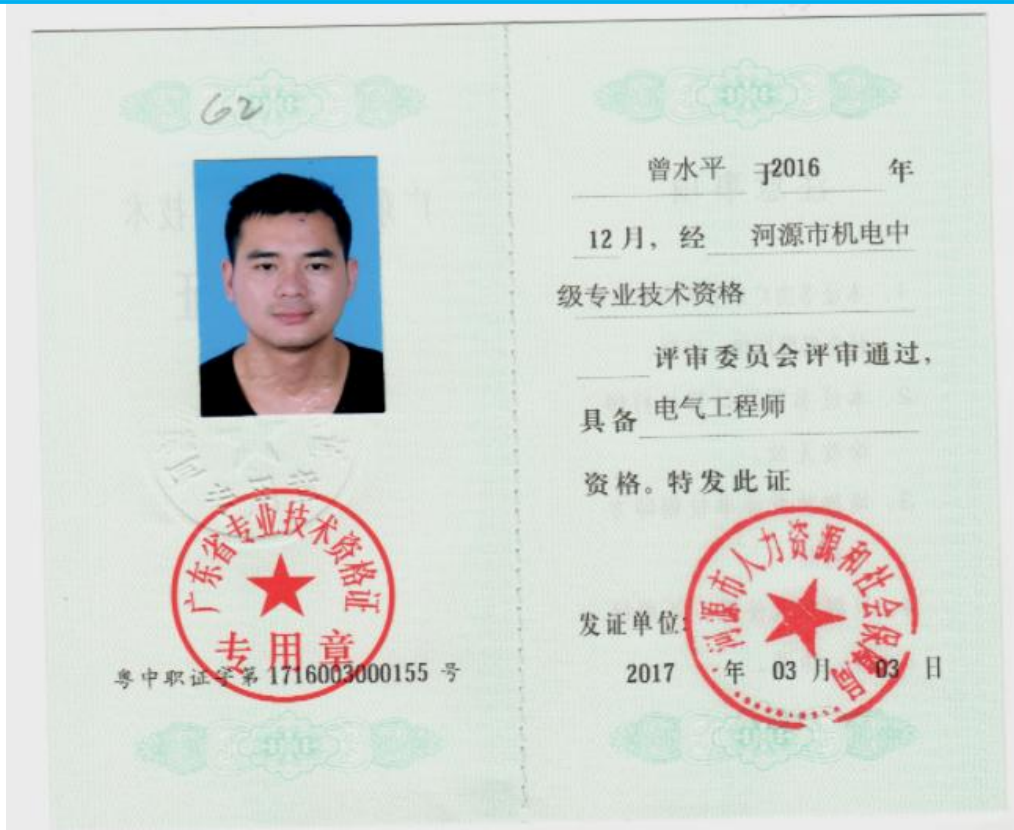 62
广东省专业技术资格证
专用章
粤中职证字第 1716003000155 号
曾水平 于2016 年
12 月，经 河源市机电中
级专业技术资格
评审委员会评审通过，
具备 电气工程师
资格。特发此证
河源市人力资源和社会保障局
发证单位:
2017 年 03 月 03 日